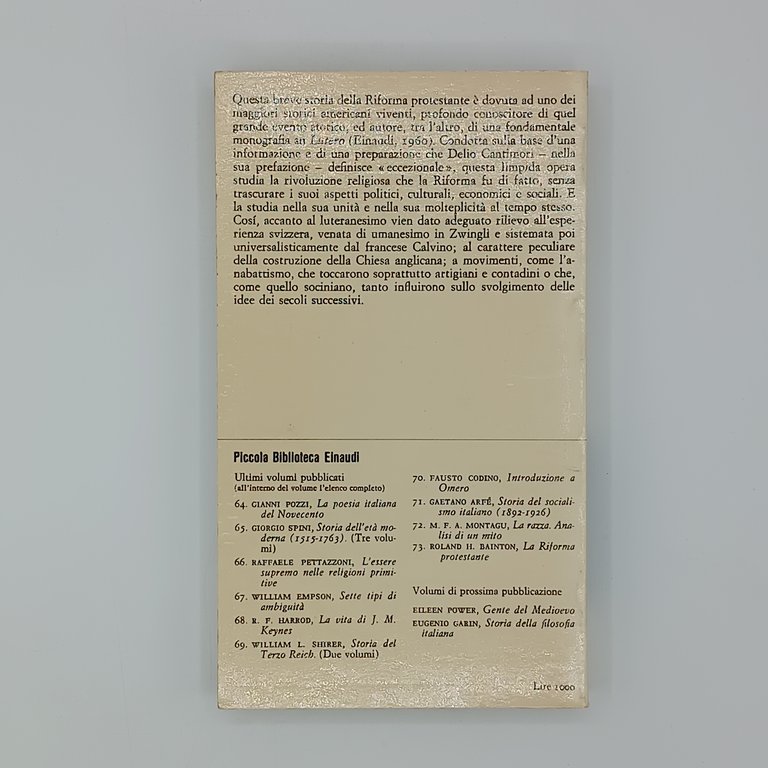 Questa breve storia della Riforma protestante è dovuta ad uno dei
maggiori storici americani viventi, profondo conoscitore di quel
grande evento storico, ed autore, tra l'altro, di una fondamentale
monografia su Lutero (Einaudi, 1960). Condotta sulla base d'una
informazione e di una preparazione che Delio Cantimori – nella
sua prefazione – definisce «eccezionale», questa limpida opera
studia la rivoluzione religiosa che la Riforma fu di fatto, senza
trascurare i suoi aspetti politici, culturali, economici e sociali. E
la studia nella sua unità e nella sua molteplicità al tempo stesso.
Cosí, accanto al luteranesimo vien dato adeguato rilievo all'espe-
rienza svizzera, venata di umanesimo in Zwingli e sistemata poi
universalisticamente dal francese Calvino; al carattere peculiare
della costruzione della Chiesa anglicana; a movimenti, come l'a-
nabattismo, che toccarono soprattutto artigiani e contadini o che,
come quello sociniano, tanto influirono sullo svolgimento delle
idee dei secoli successivi.
Piccola Biblioteca Einaudi
Ultimi volumi pubblicati
(all'interno del volume l'elenco completo)
64. GIANNI POZZI, La poesia italiana
del Novecento
65. GIORGIO SPINI, Storia dell'età mo-
derna (1515-1763). (Tre volu-
mi)
66. RAFFAELE PETTAZZONI, L'essere
supremo nelle religioni primi-
tive
67. WILLIAM EMPSON, Sette tipi di
ambiguità
68. R. F. HARROD, La vita di J. M.
Keynes
69. WILLIAM L. SHIRER, Storia del
Terzo Reich. (Due volumi)
70. FAUSTO CODINO, Introduzione a
Omero
71. GAETANO ARFÉ, Storia del sociali-
smo italiano (1892-1926)
72. M. F. A. MONTAGU, La razza. Ana-
lisi di un mito
73. ROLAND H. BAINTON, La Riforma
protestante
Volumi di prossima pubblicazione
EILEEN POWER, Gente del Medioevo
EUGENIO GARIN, Storia della filosofia
italiana
Lire 1000